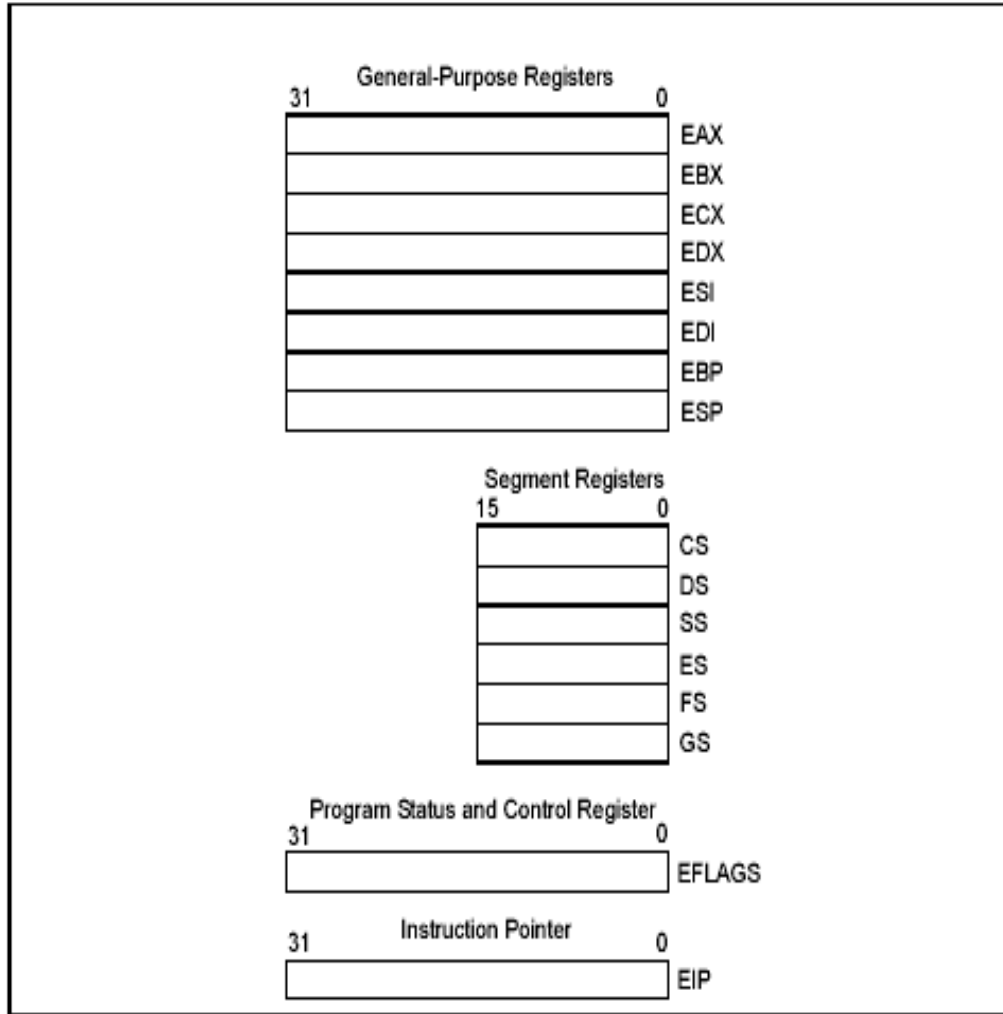 General-Purpose Registers
31 0
EAX
EBX
ECX
EDX
ESI
EDI
EBP
ESP
Segment Registers
15 0
CS
DS
SS
ES
FS
GS
Program Status and Control Register
31 0
EFLAGS
Instruction Pointer
31 0
EIP